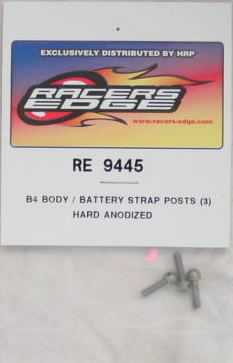 EXCLUSIVELY DISTRIBUTED BY HRP
RACERS
EDGE
www.racers-edge.com
RE 9445
B4 BODY / BATTERY STRAP POSTS (3)
HARD ANODIZED